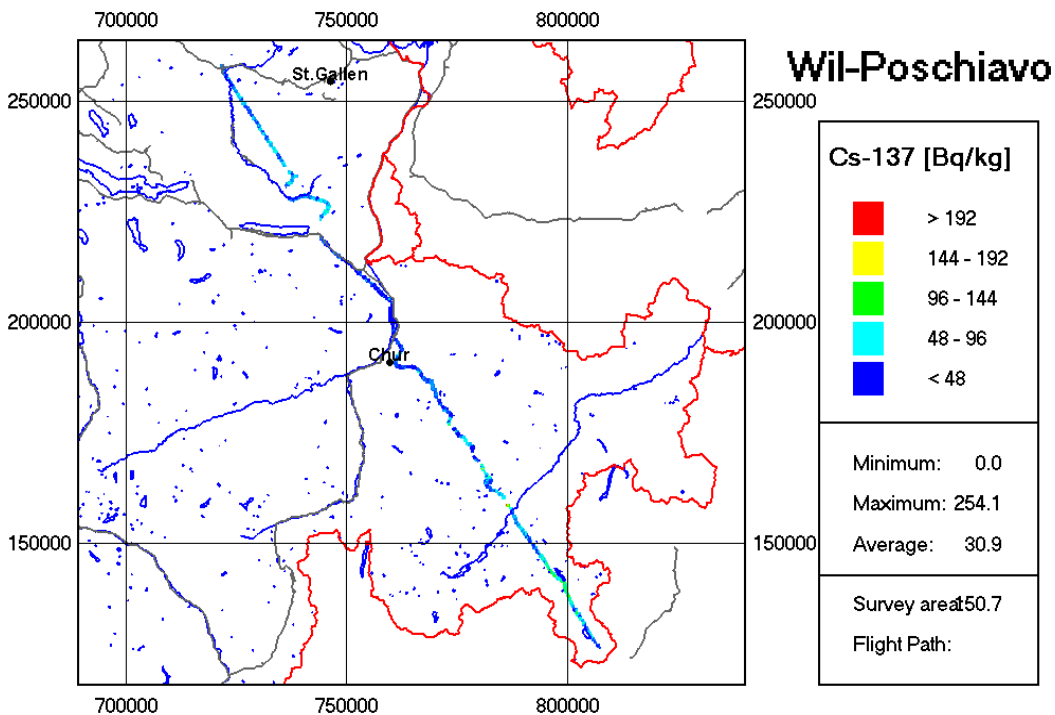 700000 750000 800000
Wil-Poschiavo
St.Gallen
250000 250000
Cs-137 [Bq/kg]
> 192
144 - 192
96 - 144
48 - 96
< 48
200000 200000
Chur
Minimum: 0.0
Maximum: 254.1
Average: 30.9
150000 150000
Survey area: 150.7
Flight Path:
700000 750000 800000